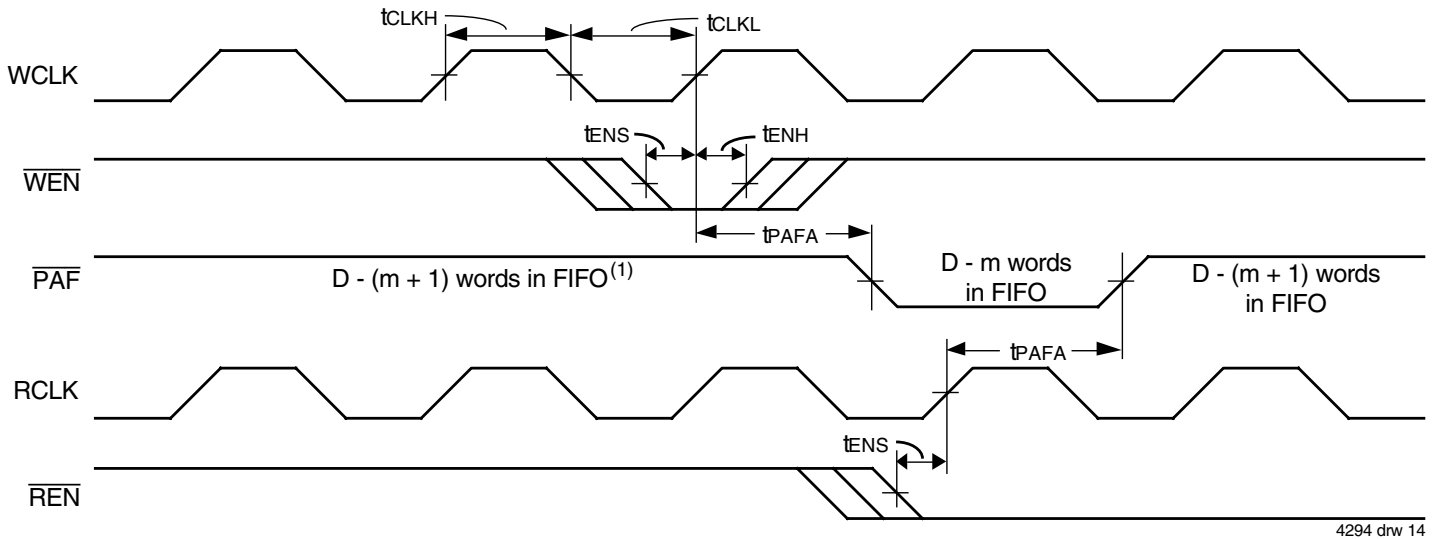 tCLKH
tCLKL
WCLK
tENS
tENH
WEN
tPAFA
PAF
D - (m + 1) words in FIFO(1)
D - m words
in FIFO
D - (m + 1) words
in FIFO
tPAFA
RCLK
tENS
REN
4294 drw 14